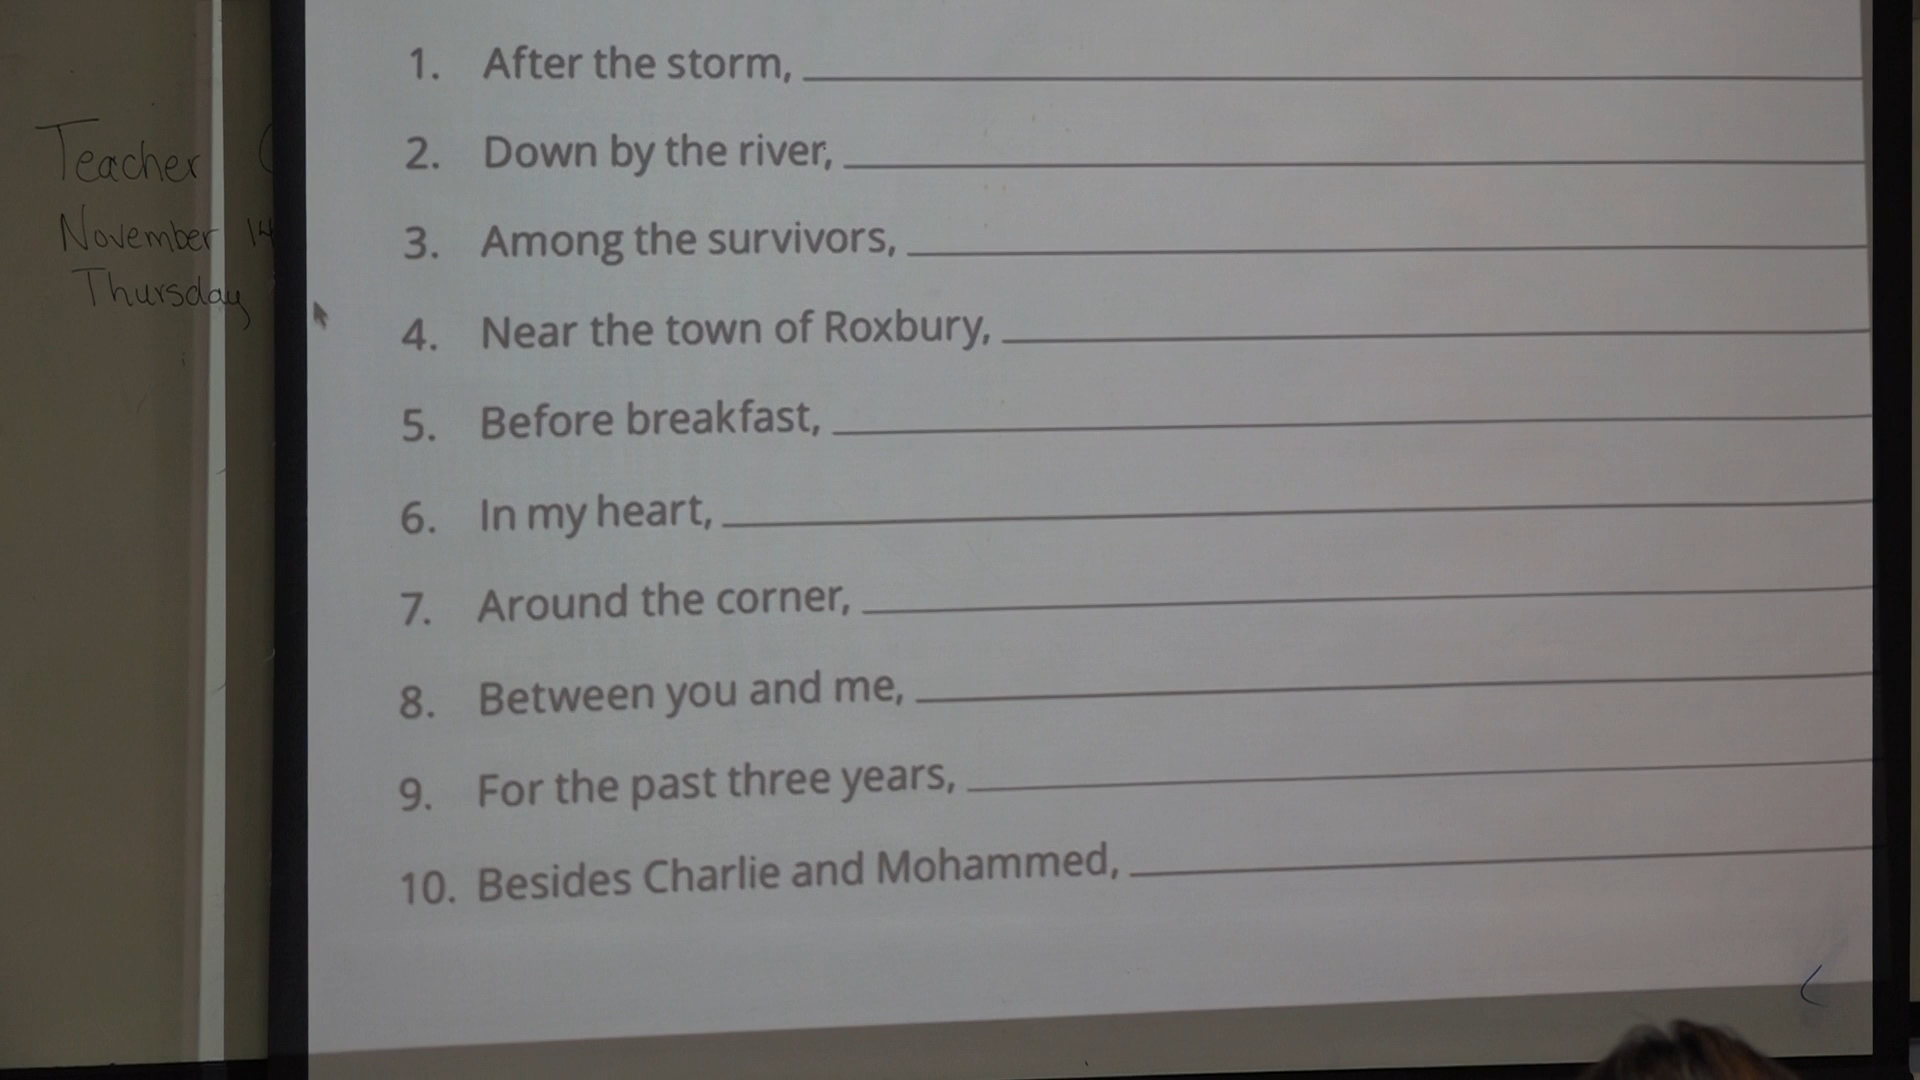 Teacher
November 14
Thursday
1. After the storm,
2. Down by the river,
3. Among the survivors,
4. Near the town of Roxbury,
5. Before breakfast,
6. In my heart,
7. Around the corner,
8. Between you and me,
9. For the past three years,
10. Besides Charlie and Mohammed,